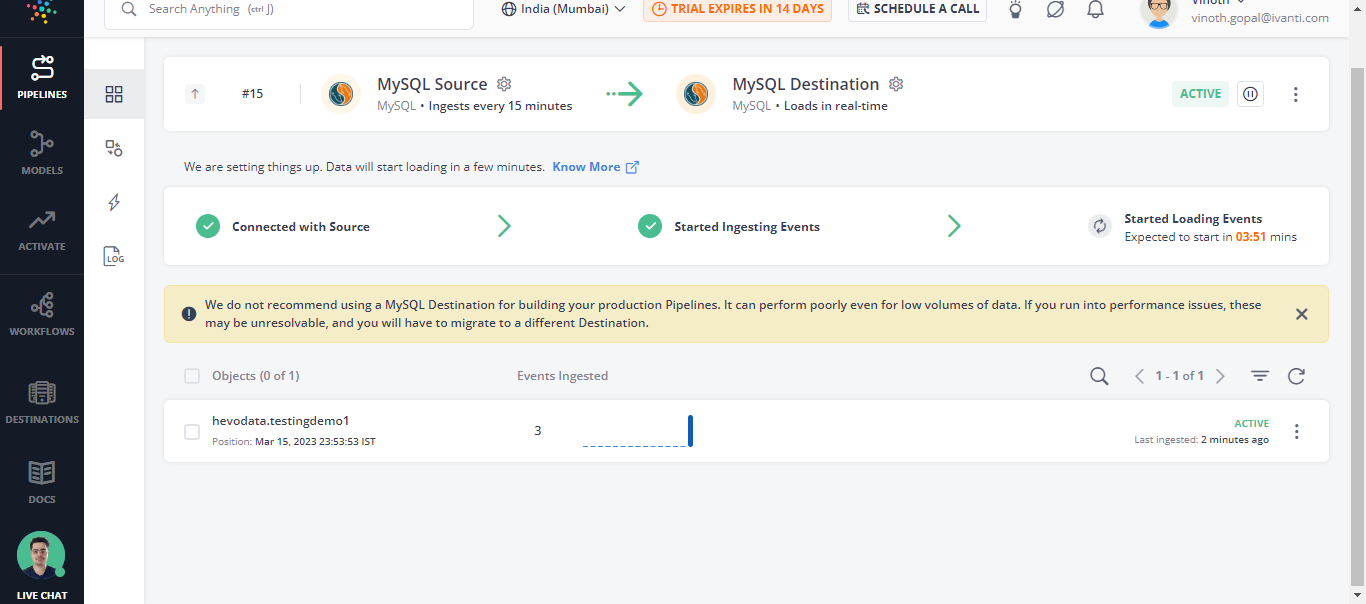 Search Anything (ctrl J)
India (Mumbai)
TRIAL EXPIRES IN 14 DAYS
SCHEDULE A CALL
Vinoth
vinoth.gopal@ivanti.com
PIPELINES
MODELS
ACTIVATE
WORKFLOWS
DESTINATIONS
DOCS
LIVE CHAT
LOG
#15
MySQL Source
MySQL • Ingests every 15 minutes
MySQL Destination
MySQL • Loads in real-time
ACTIVE
We are setting things up. Data will start loading in a few minutes. Know More
Connected with Source
Started Ingesting Events
Started Loading Events
Expected to start in 03:51 mins
We do not recommend using a MySQL Destination for building your production Pipelines. It can perform poorly even for low volumes of data. If you run into performance issues, these
may be unresolvable, and you will have to migrate to a different Destination.
Objects (0 of 1)
Events Ingested
1 - 1 of 1
hevodata.testingdemo1
Position: Mar 15, 2023 23:53:53 IST
3
ACTIVE
Last ingested: 2 minutes ago